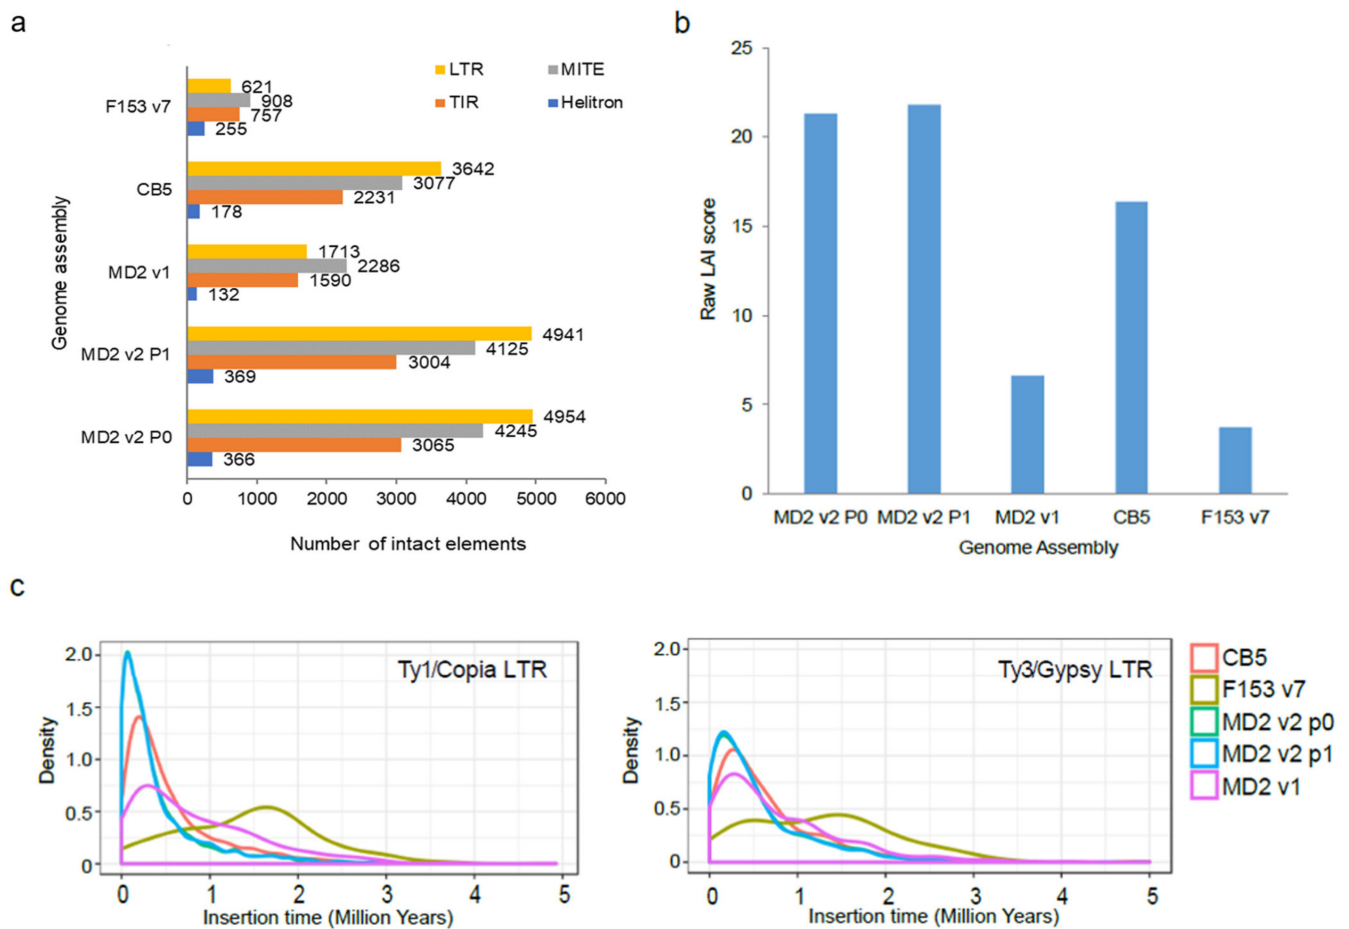 a
LTR
MITE
TIR
Helitron
Genome assembly
F153 v7
621
908
757
255
CB5
3642
3077
2231
178
MD2 v1
1713
2286
1590
132
MD2 v2 P1
4941
4125
3004
369
MD2 v2 P0
4954
4245
3065
366
0 1000 2000 3000 4000 5000 6000
Number of intact elements
b
Raw LAI score
25
20
15
10
5
0
MD2 v2 P0 MD2 v2 P1 MD2 v1 CB5 F153 v7
Genome Assembly
c
Ty1/Copia LTR
Density
2.0
1.5
1.0
0.5
0
0 1 2 3 4 5
Insertion time (Million Years)
Ty3/Gypsy LTR
Density
2.0
1.5
1.0
0.5
0
0 1 2 3 4 5
Insertion time (Million Years)
CB5
F153 v7
MD2 v2 p0
MD2 v2 p1
MD2 v1